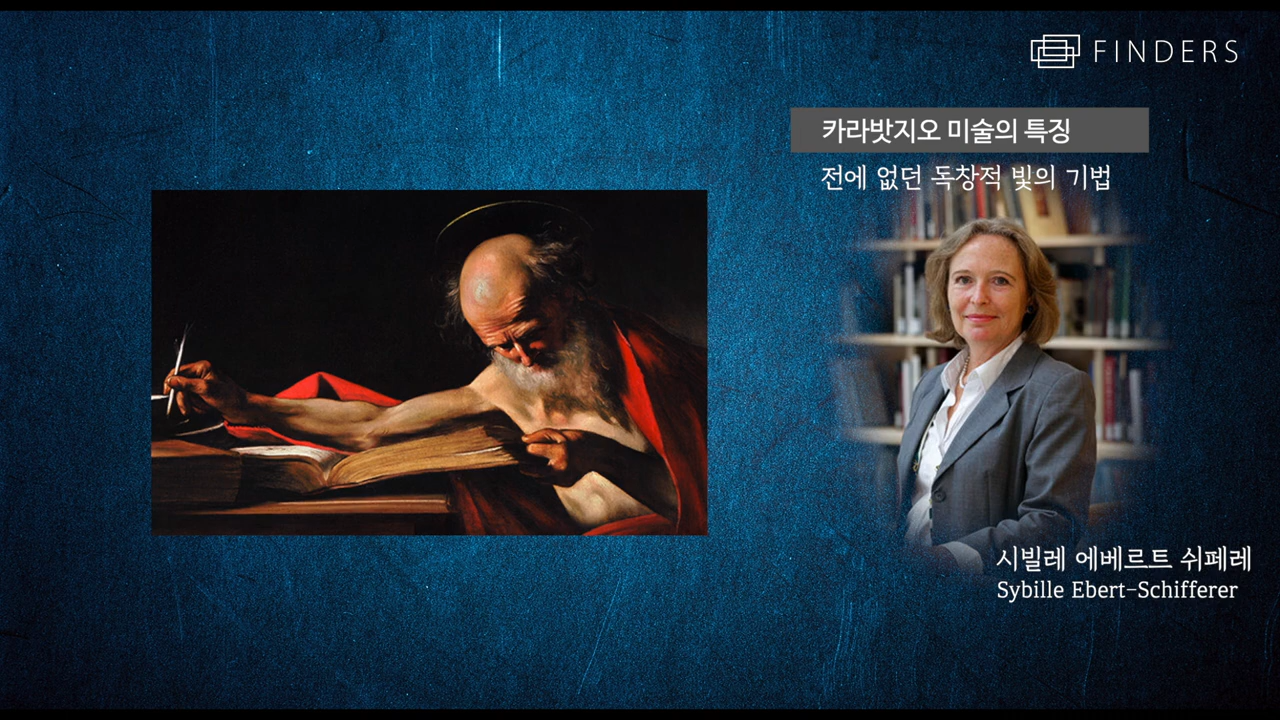 FINDERS
카라밧지오 미술의 특징
전에 없던 독창적 빛의 기법
시빌레 에베르트 쉬페레
Sybille Ebert-Schifferer